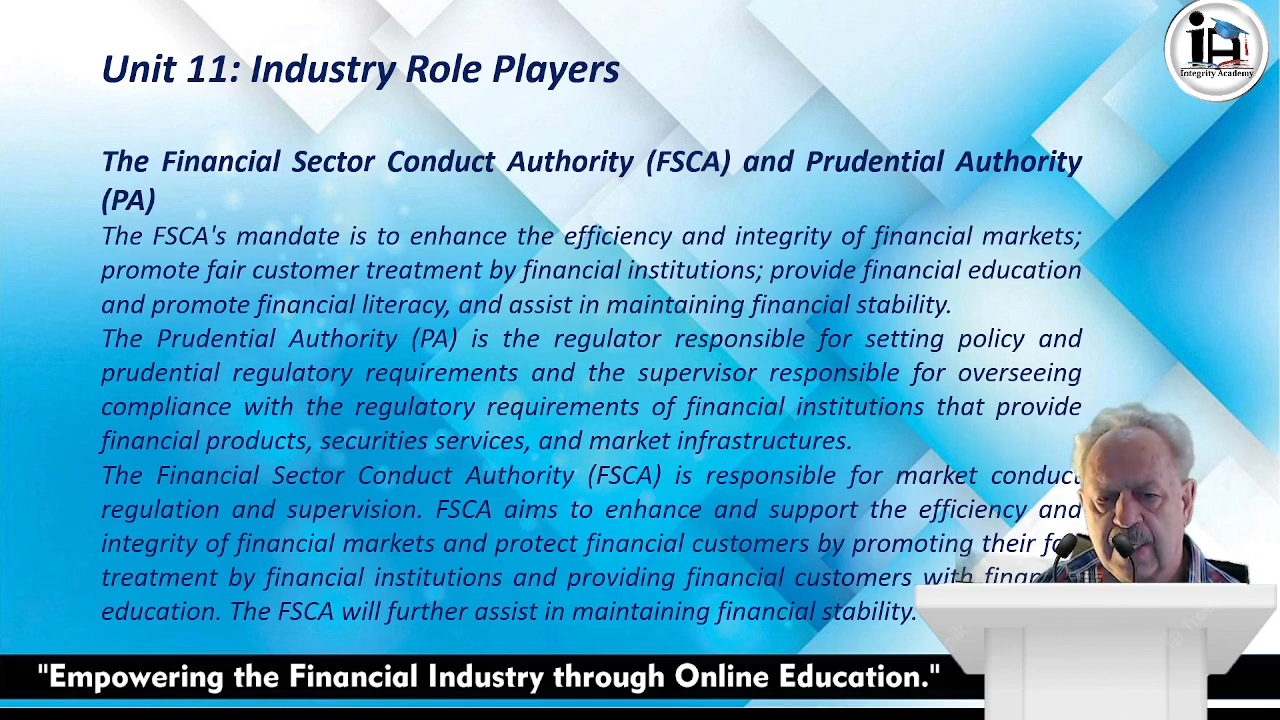 Unit 11: Industry Role Players
Integrity Academy
The Financial Sector Conduct Authority (FSCA) and Prudential Authority
(PA)
The FSCA's mandate is to enhance the efficiency and integrity of financial markets;
promote fair customer treatment by financial institutions; provide financial education
and promote financial literacy, and assist in maintaining financial stability.
The Prudential Authority (PA) is the regulator responsible for setting policy and
prudential regulatory requirements and the supervisor responsible for overseeing
compliance with the regulatory requirements of financial institutions that provide
financial products, securities services, and market infrastructures.
The Financial Sector Conduct Authority (FSCA) is responsible for market conduct
regulation and supervision. FSCA aims to enhance and support the efficiency and
integrity of financial markets and protect financial customers by promoting their
treatment by financial institutions and providing financial customers with
education. The FSCA will further assist in maintaining financial stability.
"Empowering the Financial Industry through Online Education."